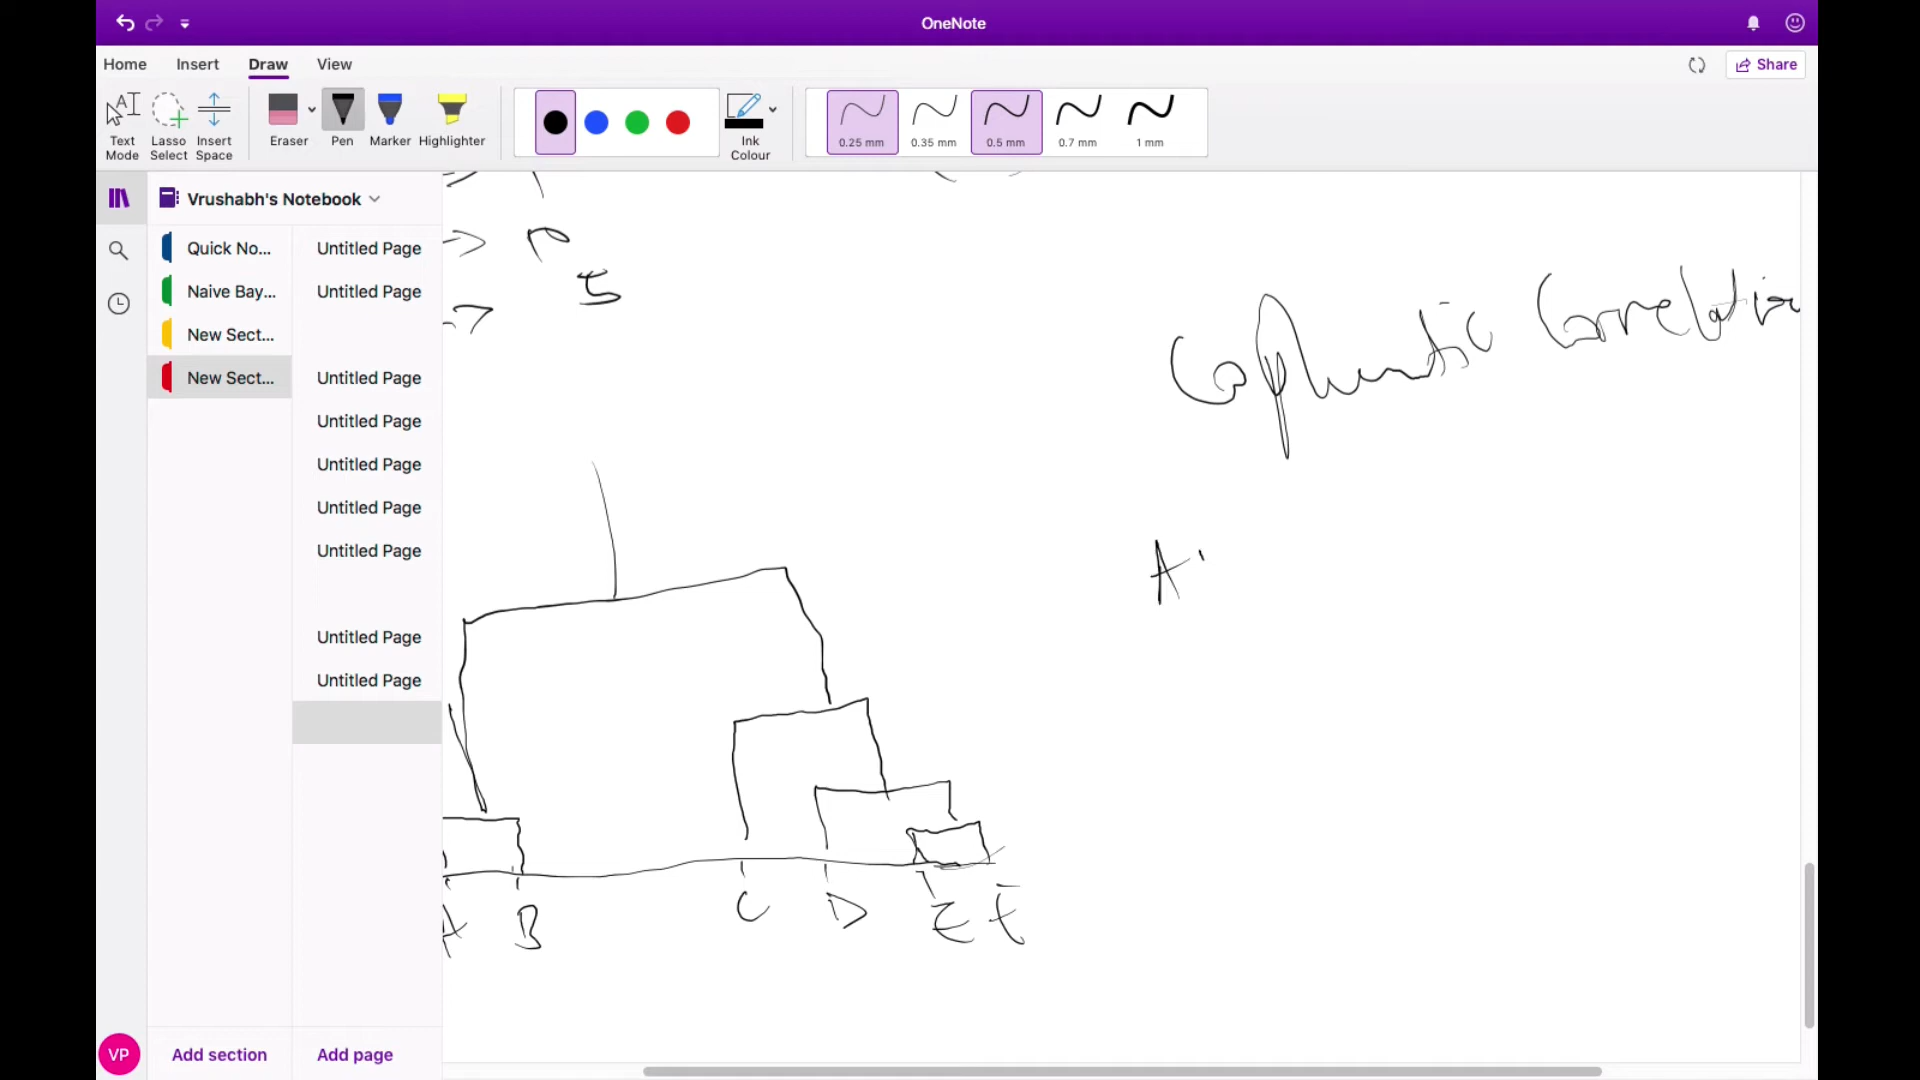 OneNote
Home Insert Draw View
Share
Text Mode
Lasso Select
Insert Space
Eraser
Pen
Marker
Highlighter
Ink Colour
0.25 mm
0.35 mm
0.5 mm
0.7 mm
1 mm
Vrushabh's Notebook
Quick No...
Naive Bay...
New Sect...
New Sect...
Untitled Page
Untitled Page
Untitled Page
Untitled Page
Untitled Page
Untitled Page
Untitled Page
Untitled Page
Untitled Page
5
Cophenetic Correlation
A
A B C D E F
VP
Add section
Add page